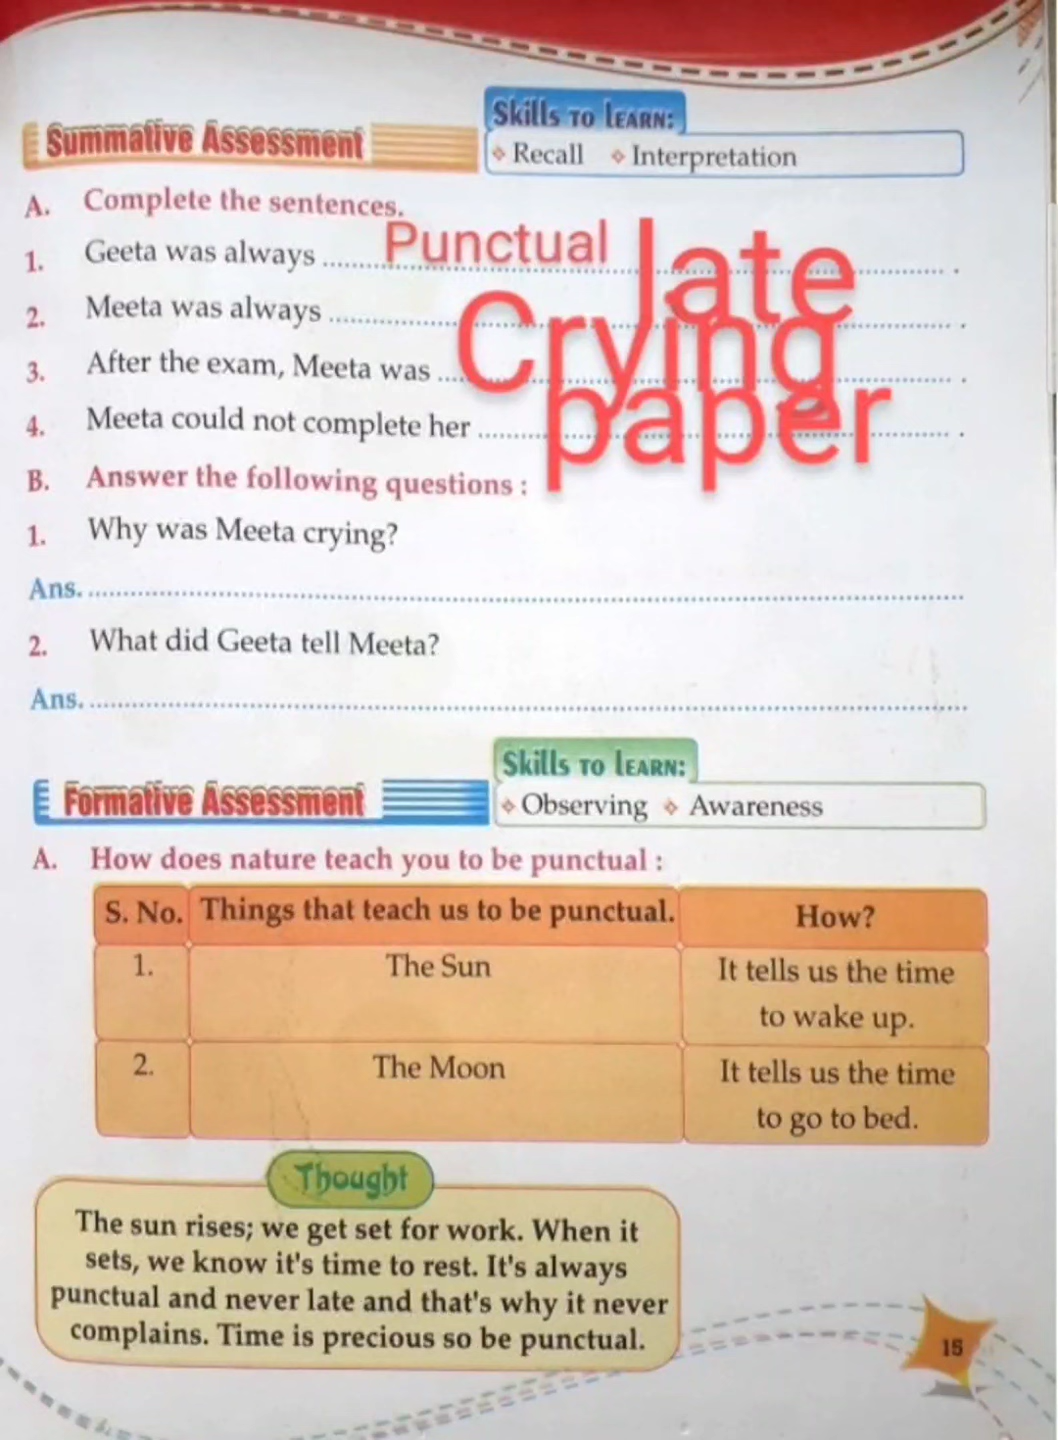 Skills to Learn:
Summative Assessment
❖ Recall ❖ Interpretation
A. Complete the sentences.
1. Geeta was always ............ Punctual ............ .
2. Meeta was always ............ late ............ .
3. After the exam, Meeta was ............ Crying ............ .
4. Meeta could not complete her ............ paper ............ .
B. Answer the following questions :
1. Why was Meeta crying?
Ans. ............
2. What did Geeta tell Meeta?
Ans. ............
Skills to Learn:
Formative Assessment
❖ Observing ❖ Awareness
A. How does nature teach you to be punctual :
S. No. Things that teach us to be punctual. How?
1. The Sun It tells us the time
to wake up.
2. The Moon It tells us the time
to go to bed.
Thought
The sun rises; we get set for work. When it
sets, we know it's time to rest. It's always
punctual and never late and that's why it never
complains. Time is precious so be punctual.
15